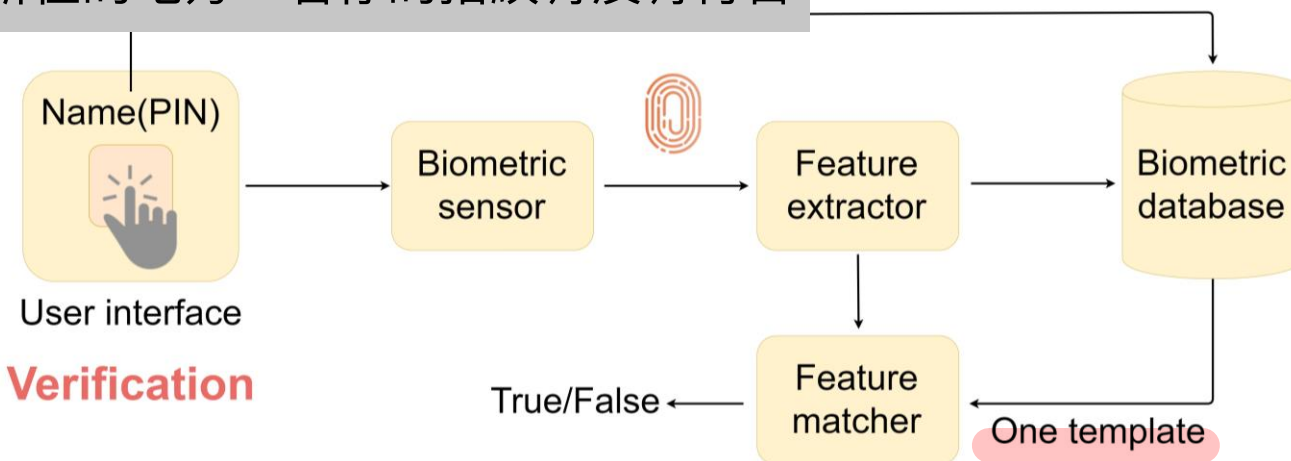 Name(PIN)
Biometric
sensor
Feature
extractor
Biometric
database
User interface
Verification
True/False
Feature
matcher
One template